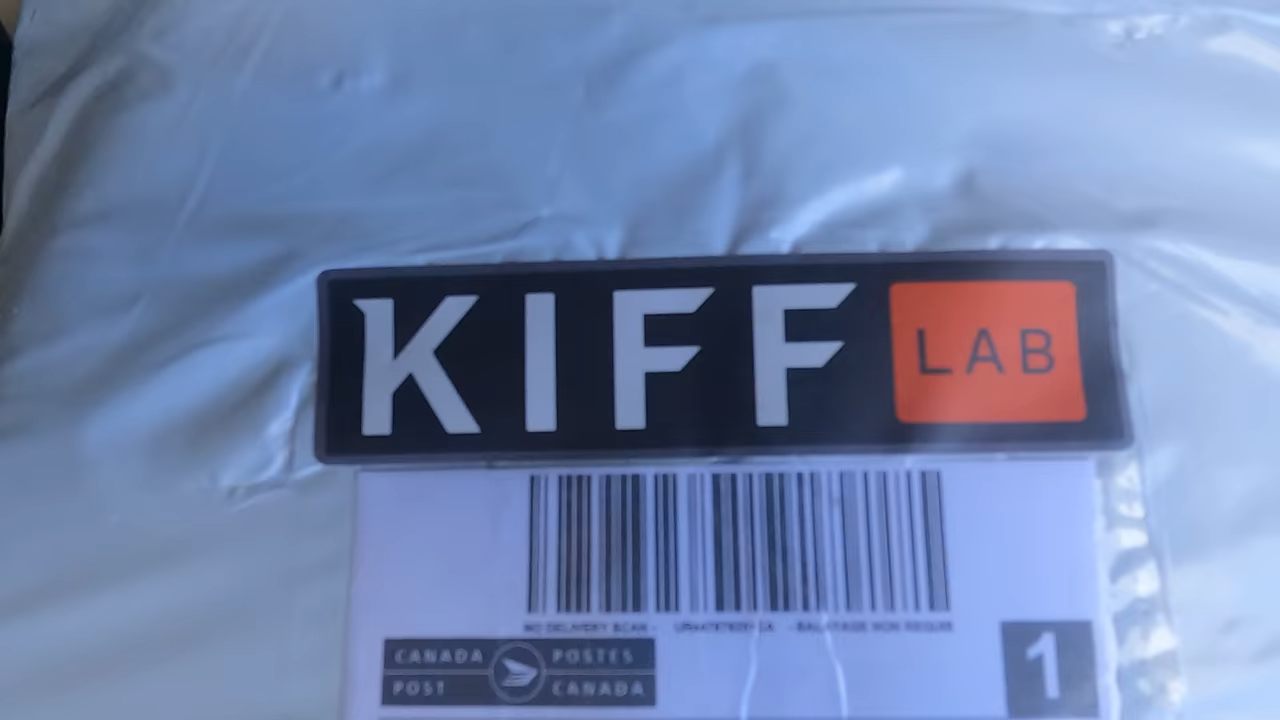 KIFF LAB
NO DELIVERY SCAN - - BALAYAGE NON REQUIS
CANADA POSTES
POST CANADA
1